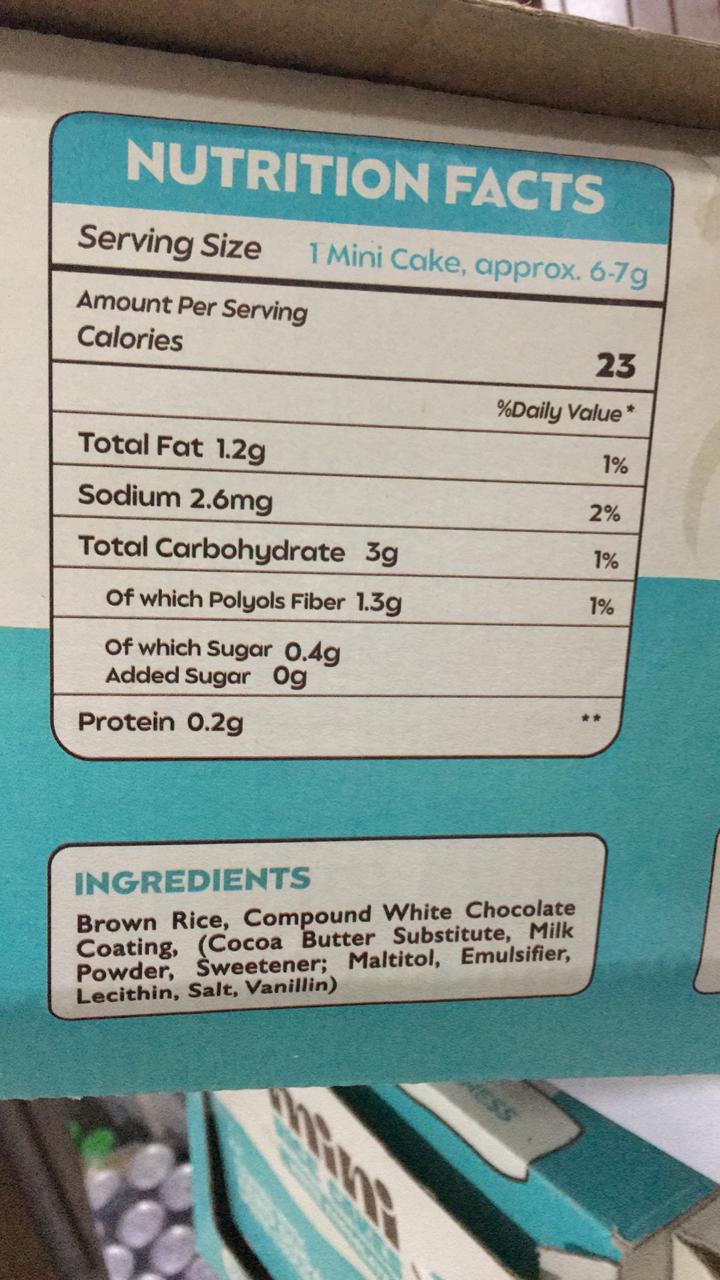 NUTRITION FACTS
Serving Size 1 Mini Cake, approx. 6-7g
Amount Per Serving
Calories 23
%Daily Value*
Total Fat 1.2g 1%
Sodium 2.6mg 2%
Total Carbohydrate 3g 1%
Of which Polyols Fiber 1.3g 1%
Of which Sugar 0.4g
Added Sugar 0g
Protein 0.2g **
INGREDIENTS
Brown Rice, Compound White Chocolate
Coating, (Cocoa Butter Substitute, Milk
Powder, Sweetener; Maltitol, Emulsifier,
Lecithin, Salt, Vanillin)
mini